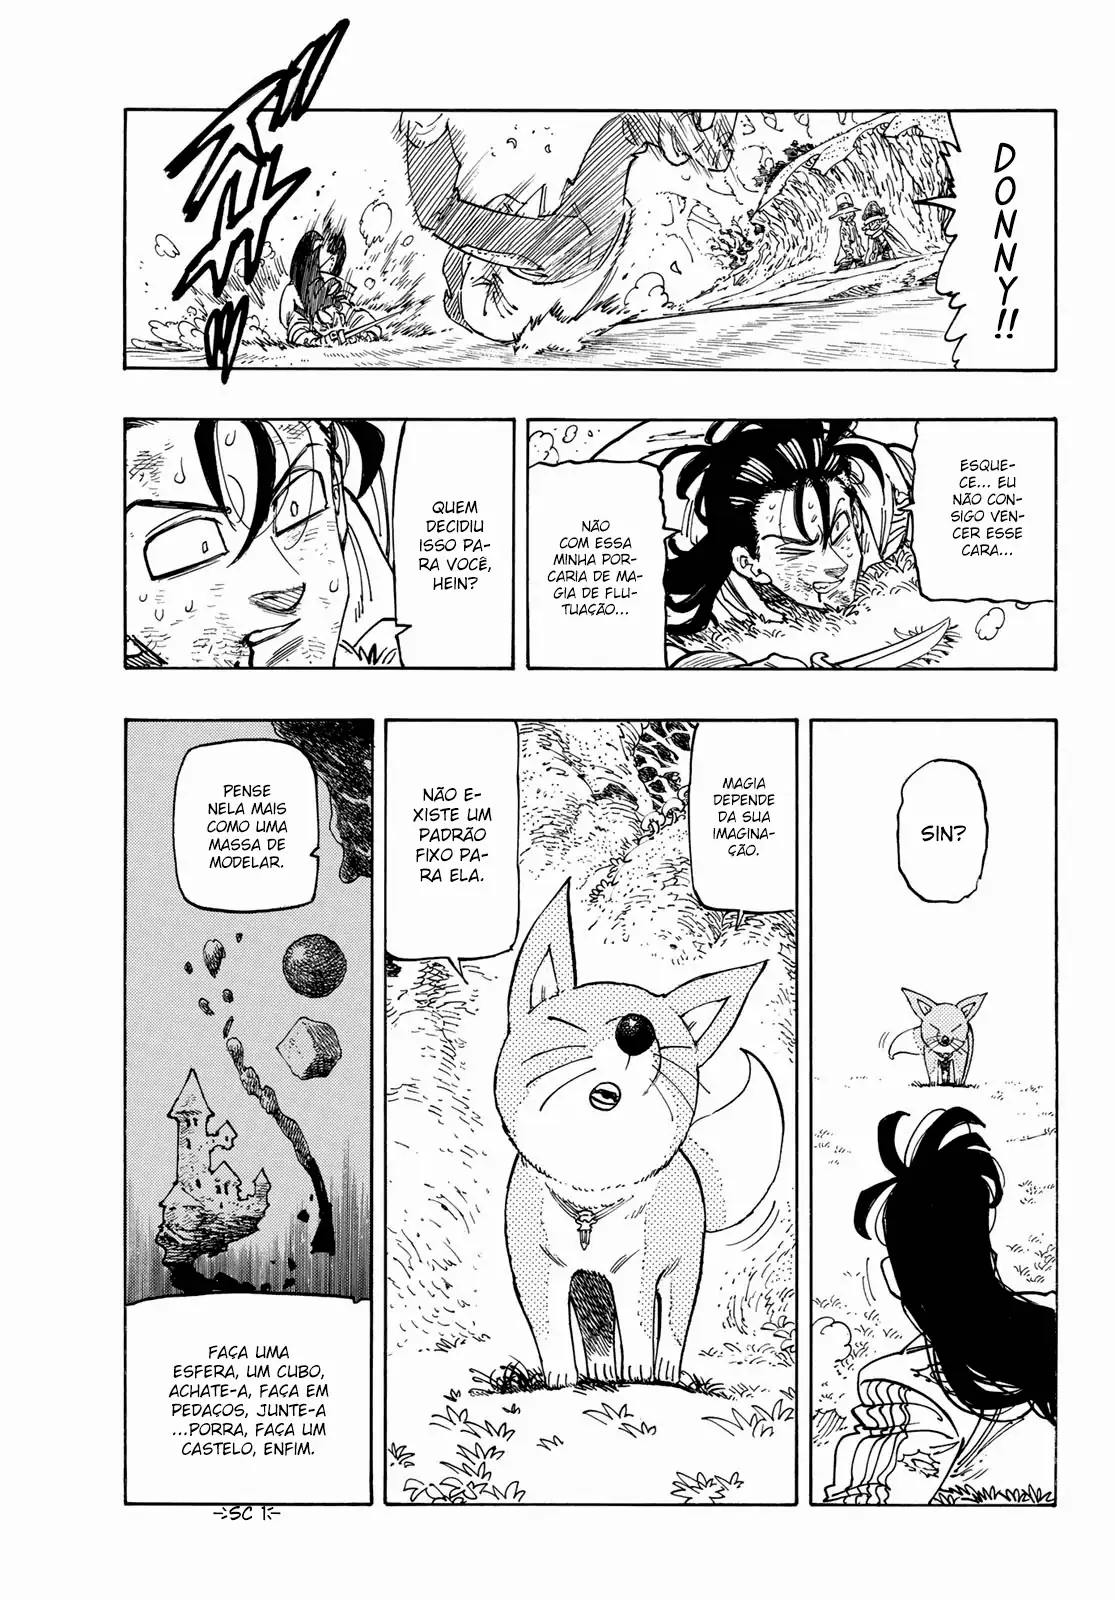 DONNY!!
ESQUE-
CE... EU
NÃO CON-
SIGO VEN-
CER ESSE
CARA...
NÃO
COM ESSA
MINHA POR-
CARIA DE MA-
GIA DE FLU-
TUAÇÃO...
QUEM
DECIDIU
ISSO PA-
RA VOCÊ,
HEIN?
SIN?
MAGIA
DEPENDE
DA SUA
IMAGINA-
ÇÃO.
NÃO E-
XISTE UM
PADRÃO
FIXO PA-
RA ELA.
PENSE
NELA MAIS
COMO UMA
MASSA DE
MODELAR.
FAÇA UMA
ESFERA, UM CUBO,
ACHATE-A, FAÇA EM
PEDAÇOS, JUNTE-A
...PORRA, FAÇA UM
CASTELO, ENFIM.
SC 1